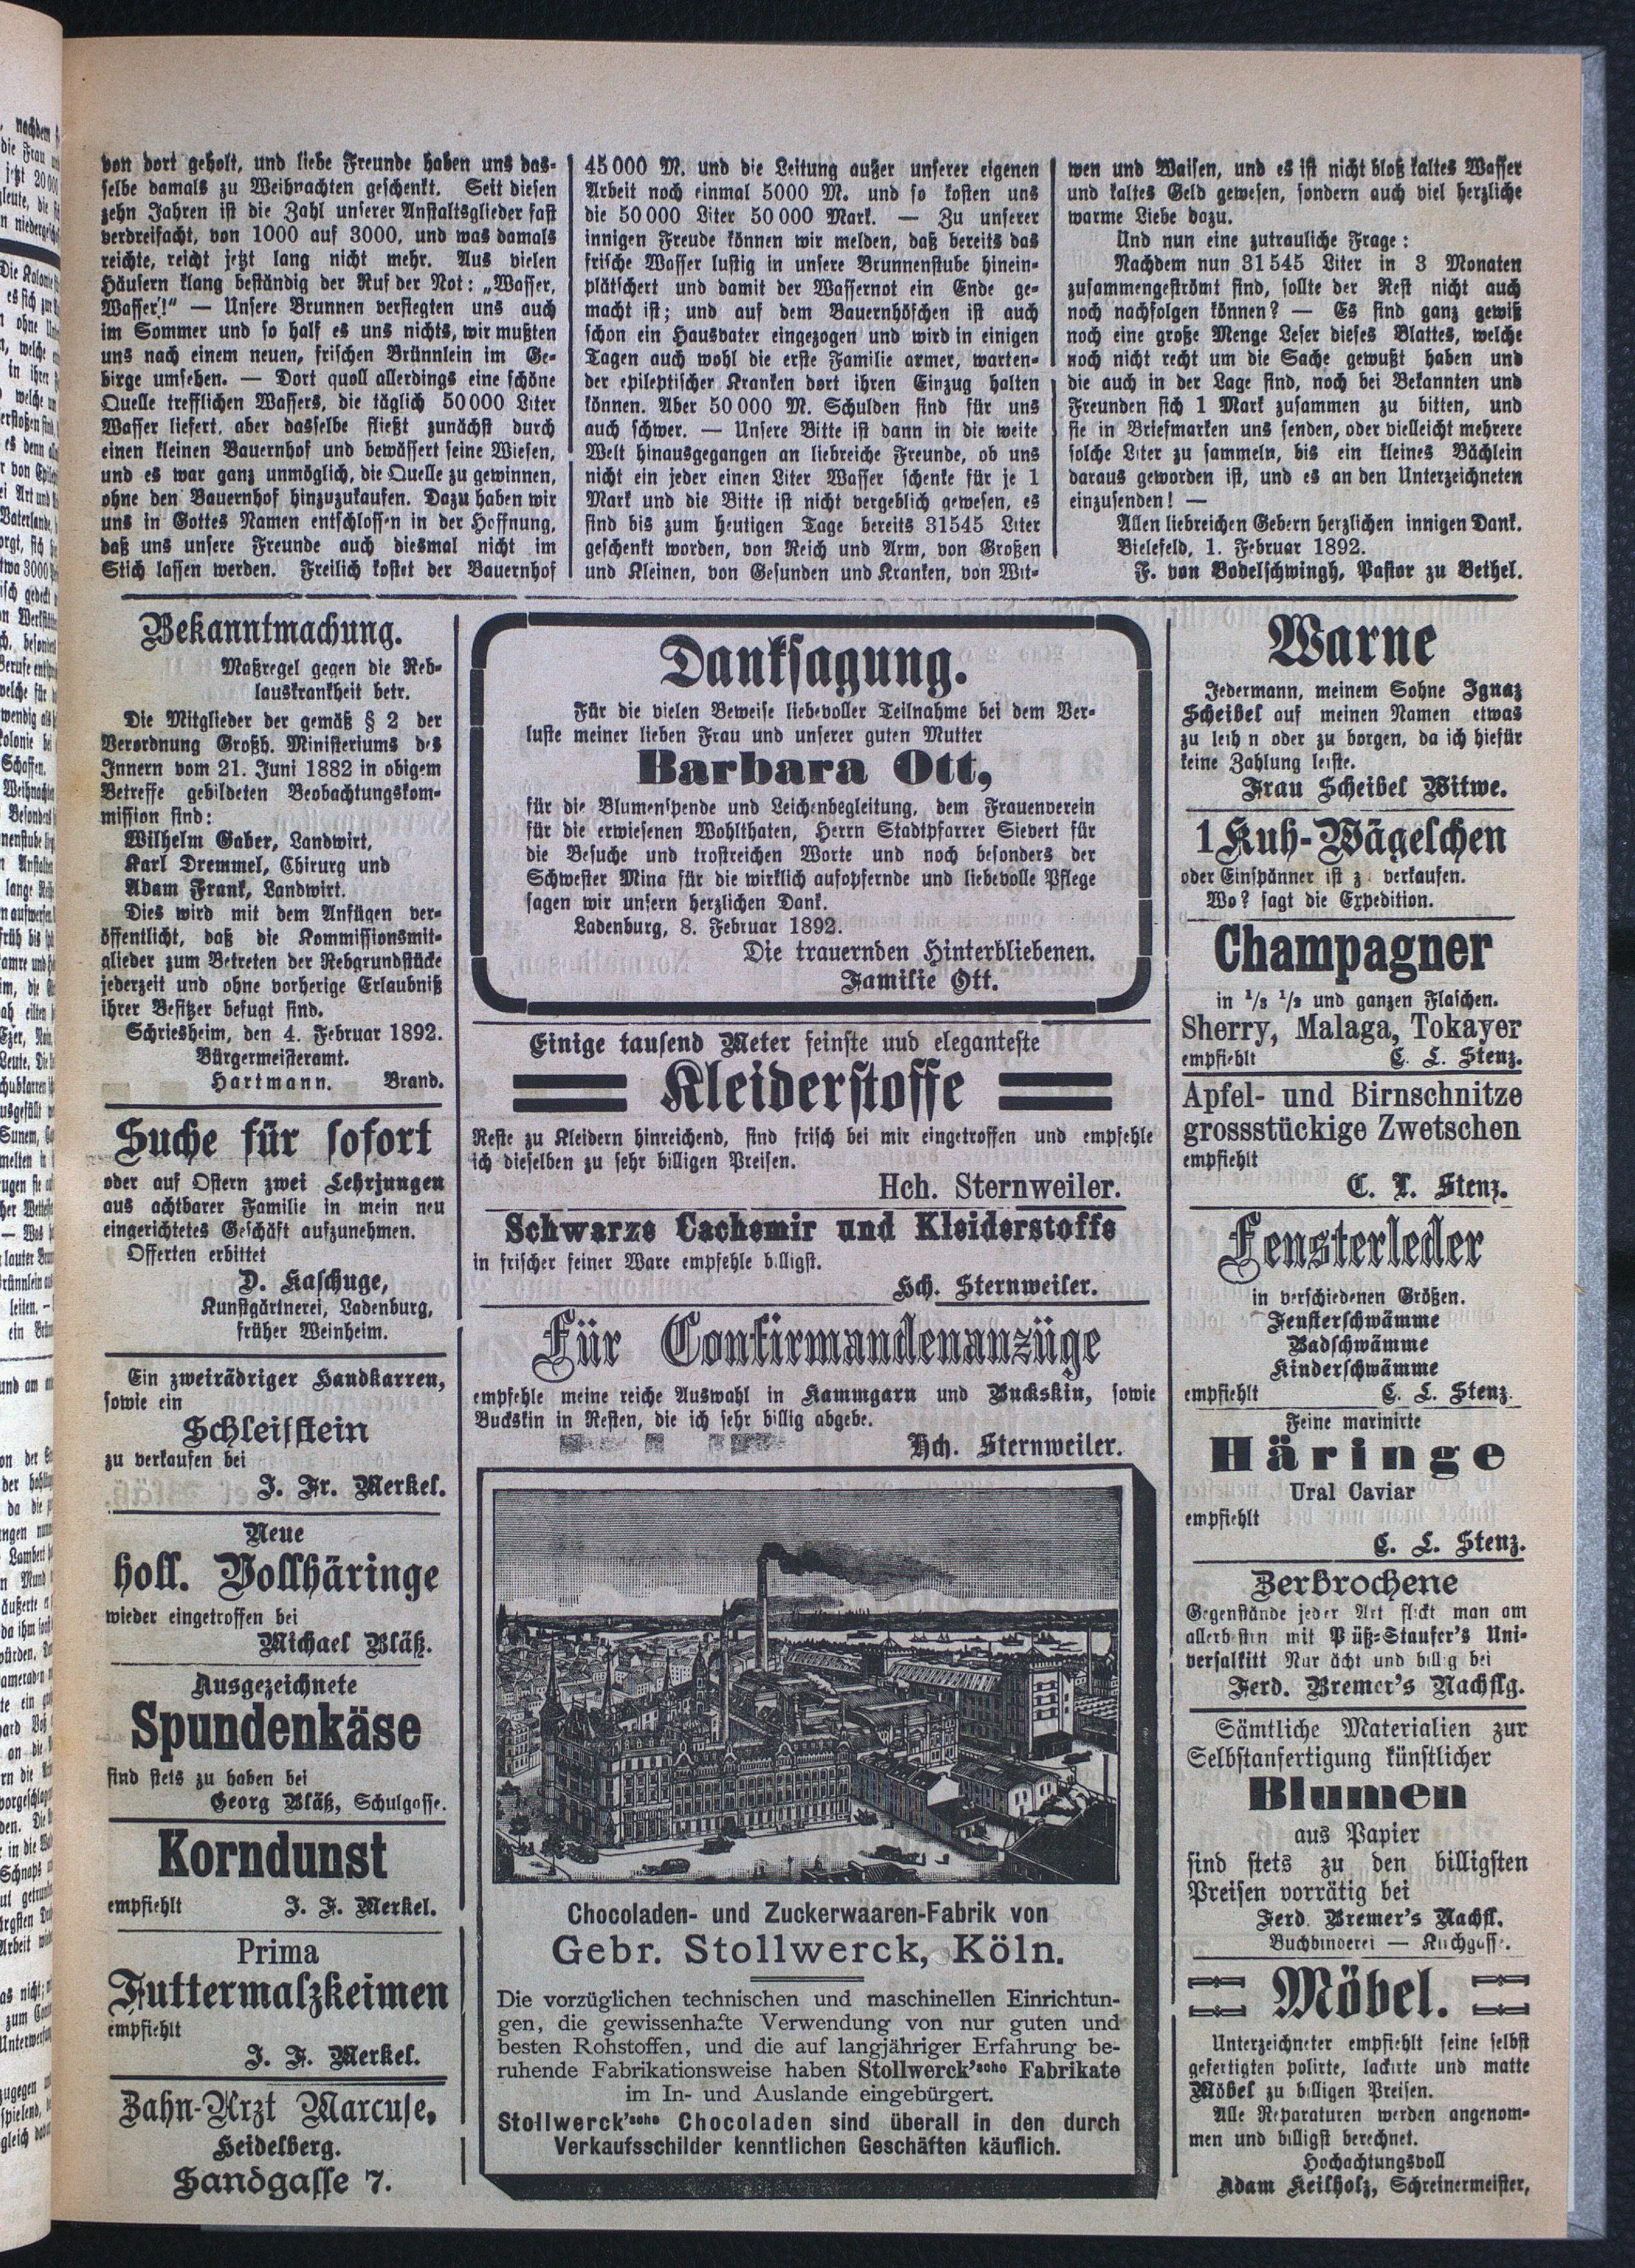 von dort geholt, und liebe Freunde haben uns das-
selbe damals zu Weihnachten geschenkt. Seit diesen
zehn Jahren ist die Zahl unserer Anstaltsglieder fast
verdreifacht, von 1000 auf 3000, und was damals
reichte, reicht jetzt lang nicht mehr. Aus vielen
Häusern klang beständig der Ruf der Not: „Wasser,
Wasser!“ — Unsere Brunnen versiegten uns auch
im Sommer und so half es uns nichts, wir mußten
uns nach einem neuen, frischen Brünnlein im Ge-
birge umsehen. — Dort quoll allerdings eine schöne
Quelle trefflichen Wassers, die täglich 50 000 Liter
Wasser liefert, aber dasselbe fließt zunächst durch
einen kleinen Bauernhof und bewässert seine Wiesen,
und es war ganz unmöglich, die Quelle zu gewinnen,
ohne den Bauernhof hinzuzukaufen. Dazu haben wir
uns in Gottes Namen entschlossen in der Hoffnung,
daß uns unsere Freunde auch diesmal nicht im
Stich lassen werden. Freilich kostet der Bauernhof
45 000 M. und die Leitung außer unserer eigenen
Arbeit noch einmal 5000 M. und so kosten uns
die 50 000 Liter 50 000 Mark. — Zu unserer
innigen Freude können wir melden, daß bereits das
frische Wasser lustig in unsere Brunnenstube hinein-
plätschert und damit der Wassernot ein Ende ge-
macht ist; und auf dem Bauernhöfchen ist auch
schon ein Hausvater eingezogen und wird in einigen
Tagen auch wohl die erste Familie armer, warten-
der epileptischer Kranken dort ihren Einzug halten
können. Aber 50 000 M. Schulden sind für uns
auch schwer. — Unsere Bitte ist dann in die weite
Welt hinausgegangen an liebreiche Freunde, ob uns
nicht ein jeder einen Liter Wasser schenke für je 1
Mark und die Bitte ist nicht vergeblich gewesen, es
sind bis zum heutigen Tage bereits 31545 Liter
geschenkt worden, von Reich und Arm, von Großen
und Kleinen, von Gesunden und Kranken, von Wit-
wen und Waisen, und es ist nicht bloß kaltes Wasser
und kaltes Geld gewesen, sondern auch viel herzliche
warme Liebe dazu.
Und nun eine zutrauliche Frage:
Nachdem nun 31 545 Liter in 3 Monaten
zusammengeströmt sind, sollte der Rest nicht auch
noch nachfolgen können? — Es sind ganz gewiß
noch eine große Menge Leser dieses Blattes, welche
noch nicht recht um die Sache gewußt haben und
die auch in der Lage sind, noch bei Bekannten und
Freunden sich 1 Mark zusammen zu bitten, und
sie in Briefmarken uns senden, oder vielleicht mehrere
solche Liter zu sammeln, bis ein kleines Bächlein
daraus geworden ist, und es an den Unterzeichneten
einzusenden! —
Allen liebreichen Gebern herzlichen innigen Dank.
Bielefeld, 1. Februar 1892.
F. von Bodelschwingh, Pastor zu Bethel.
Bekanntmachung.
Maßregel gegen die Reb-
lauskrankheit betr.
Die Mitglieder der gemäß § 2 der
Verordnung Großh. Ministeriums des
Innern vom 21. Juni 1882 in obigem
Betreffe gebildeten Beobachtungskom-
mission sind:
Wilhelm Gaber, Landwirt,
Karl Dremmel, Chirurg und
Adam Frank, Landwirt.
Dies wird mit dem Anfügen ver-
öffentlicht, daß die Kommissionsmit-
glieder zum Betreten der Rebgrundstücke
jederzeit und ohne vorherige Erlaubniß
ihrer Besitzer befugt sind.
Schriesheim, den 4. Februar 1892.
Bürgermeisteramt.
Hartmann. Brand.
Suche für sofort
oder auf Ostern zwei Lehrjungen
aus achtbarer Familie in mein neu
eingerichtetes Geschäft aufzunehmen.
Offerten erbittet
D. Kaschuge,
Kunstgärtnerei, Ladenburg,
früher Weinheim.
Ein zweirädriger Handkarren,
sowie ein
Schleifstein
zu verkaufen bei
J. Fr. Merkel.
Neue
holl. Vollhäringe
wieder eingetroffen bei
Michael Bläß.
Ausgezeichnete
Spundenkäse
sind stets zu haben bei
Georg Bläß, Schulgasse.
Korndunst
empfiehlt J. F. Merkel.
Prima
Futtermalzkeimen
empfiehlt
J. F. Merkel.
Zahn-Arzt Marcuse,
Heidelberg.
Sandgasse 7.
Danksagung.
Für die vielen Beweise liebevoller Teilnahme bei dem Ver-
luste meiner lieben Frau und unserer guten Mutter
Barbara Ott,
für die Blumenspende und Leichenbegleitung, dem Frauenverein
für die erwiesenen Wohlthaten, Herrn Stadtpfarrer Sievert für
die Besuche und trostreichen Worte und noch besonders der
Schwester Mina für die wirklich aufopfernde und liebevolle Pflege
sagen wir unsern herzlichen Dank.
Ladenburg, 8. Februar 1892.
Die trauernden Hinterbliebenen.
Familie Ott.
Einige tausend Meter feinste und eleganteste
Kleiderstoffe
Reste zu Kleidern hinreichend, sind frisch bei mir eingetroffen und empfehle
ich dieselben zu sehr billigen Preisen.
Hch. Sternweiler.
Schwarze Cachemir und Kleiderstoffe
in frischer feiner Ware empfehle billigst.
Hch. Sternweiler.
Für Confirmandenanzüge
empfehle meine reiche Auswahl in Kammgarn und Buckskin, sowie
Buckskin in Resten, die ich sehr billig abgebe.
Hch. Sternweiler.
Chocoladen- und Zuckerwaaren-Fabrik von
Gebr. Stollwerck, Köln.
Die vorzüglichen technischen und maschinellen Einrichtun-
gen, die gewissenhafte Verwendung von nur guten und
besten Rohstoffen, und die auf langjähriger Erfahrung be-
ruhende Fabrikationsweise haben Stollwerck'sche Fabrikate
im In- und Auslande eingebürgert.
Stollwerck'sche Chocoladen sind überall in den durch
Verkaufsschilder kenntlichen Geschäften käuflich.
Warne
Jedermann, meinem Sohne Ignaz
Scheibel auf meinen Namen etwas
zu leih n oder zu borgen, da ich hiefür
keine Zahlung leiste.
Frau Scheibel Witwe.
1 Kuh-Wägelchen
oder Einspänner ist z verkaufen.
Wo? sagt die Expedition.
Champagner
in 1/3 1/2 und ganzen Flaschen.
Sherry, Malaga, Tokayer
empfiehlt C. L. Stenz.
Apfel- und Birnschnitze
grossstückige Zwetschen
empfiehlt
C. L. Stenz.
Fensterleder
in verschiedenen Größen.
Fensterschwämme
Badschwämme
Kinderschwämme
empfiehlt C. L. Stenz.
Feine marinirte
Häringe
Ural Caviar
empfiehlt
C. L. Stenz.
Zerbrochene
Gegenstände jeder Art flickt man am
allerbesten mit P üß-Staufer's Uni-
versalkitt Nur ächt und billig bei
Ferd. Bremer's Nachflg.
Sämtliche Materialien zur
Selbstanfertigung künstlicher
Blumen
aus Papier
sind stets zu den billigsten
Preisen vorrätig bei
Ferd. Bremer's Nachfl.
Buchbinderei — Kirchgasse.
Möbel.
Unterzeichneter empfiehlt seine selbst
gefertigten polirte, lackirte und matte
Möbel zu billigen Preisen.
Alle Reparaturen werden angenom-
men und billigst berechnet.
Hochachtungsvoll
Adam Keilholz, Schreinermeister,